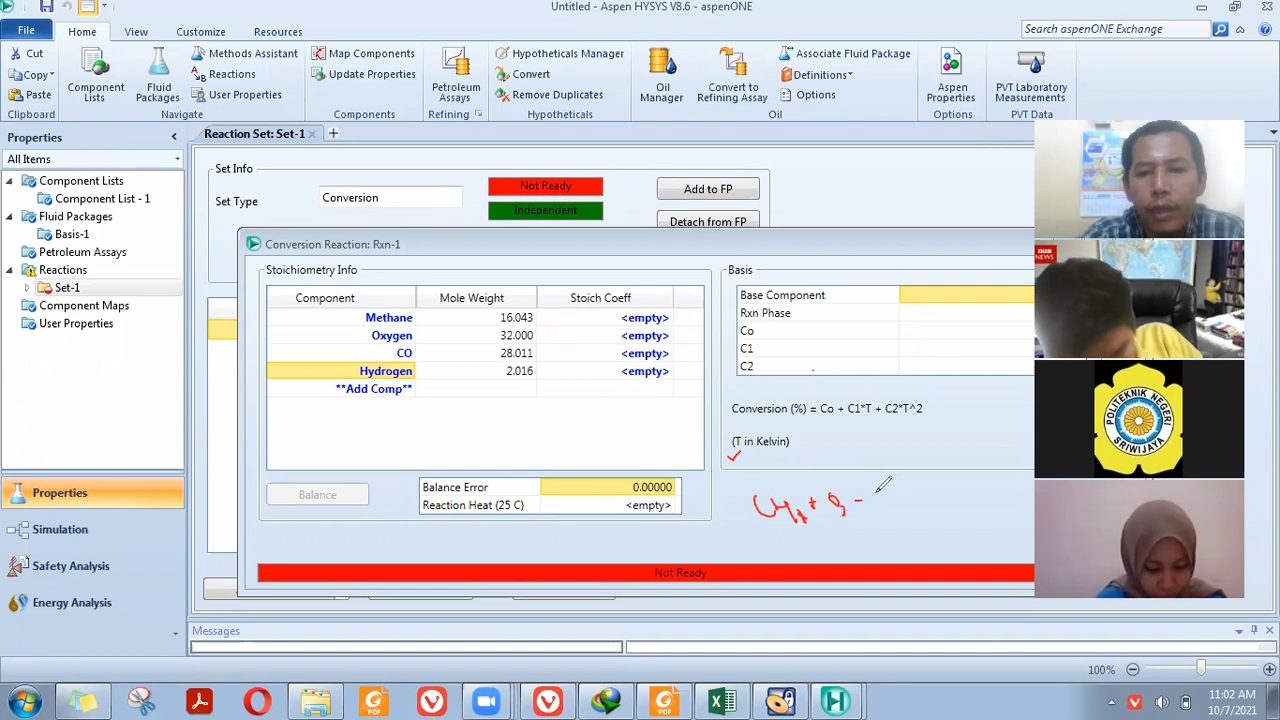 Untitled - Aspen HYSYS V8.6 - aspenONE
File
Home
View
Customize
Resources
Search aspenONE Exchange
Cut
Copy
Paste
Clipboard
Component Lists
Fluid Packages
Methods Assistant
Reactions
User Properties
Navigate
Map Components
Update Properties
Components
Petroleum Assays
Refining
Hypotheticals Manager
Convert
Remove Duplicates
Hypotheticals
Oil Manager
Convert to Refining Assay
Associate Fluid Package
Definitions
Options
Oil
Aspen Properties
Options
PVT Laboratory Measurements
PVT Data
Properties
All Items
Component Lists
Component List - 1
Fluid Packages
Basis-1
Petroleum Assays
Reactions
Set-1
Component Maps
User Properties
Properties
Simulation
Safety Analysis
Energy Analysis
Reaction Set: Set-1
Set Info
Set Type
Conversion
Not Ready
Independent
Add to FP
Detach from FP
Conversion Reaction: Rxn-1
Stoichiometry Info
Component Mole Weight Stoich Coeff
Methane 16.043 <empty>
Oxygen 32.000 <empty>
CO 28.011 <empty>
Hydrogen 2.016 <empty>
**Add Comp**
Balance
Balance Error 0.00000
Reaction Heat (25 C) <empty>
Basis
Base Component
Rxn Phase
Co
C1
C2
Conversion (%) = Co + C1*T + C2*T^2
(T in Kelvin)
Not Ready
BBC NEWS
POLITEKNIK NEGERI SRIWIJAYA
Messages
100%
11:02 AM
10/7/2021